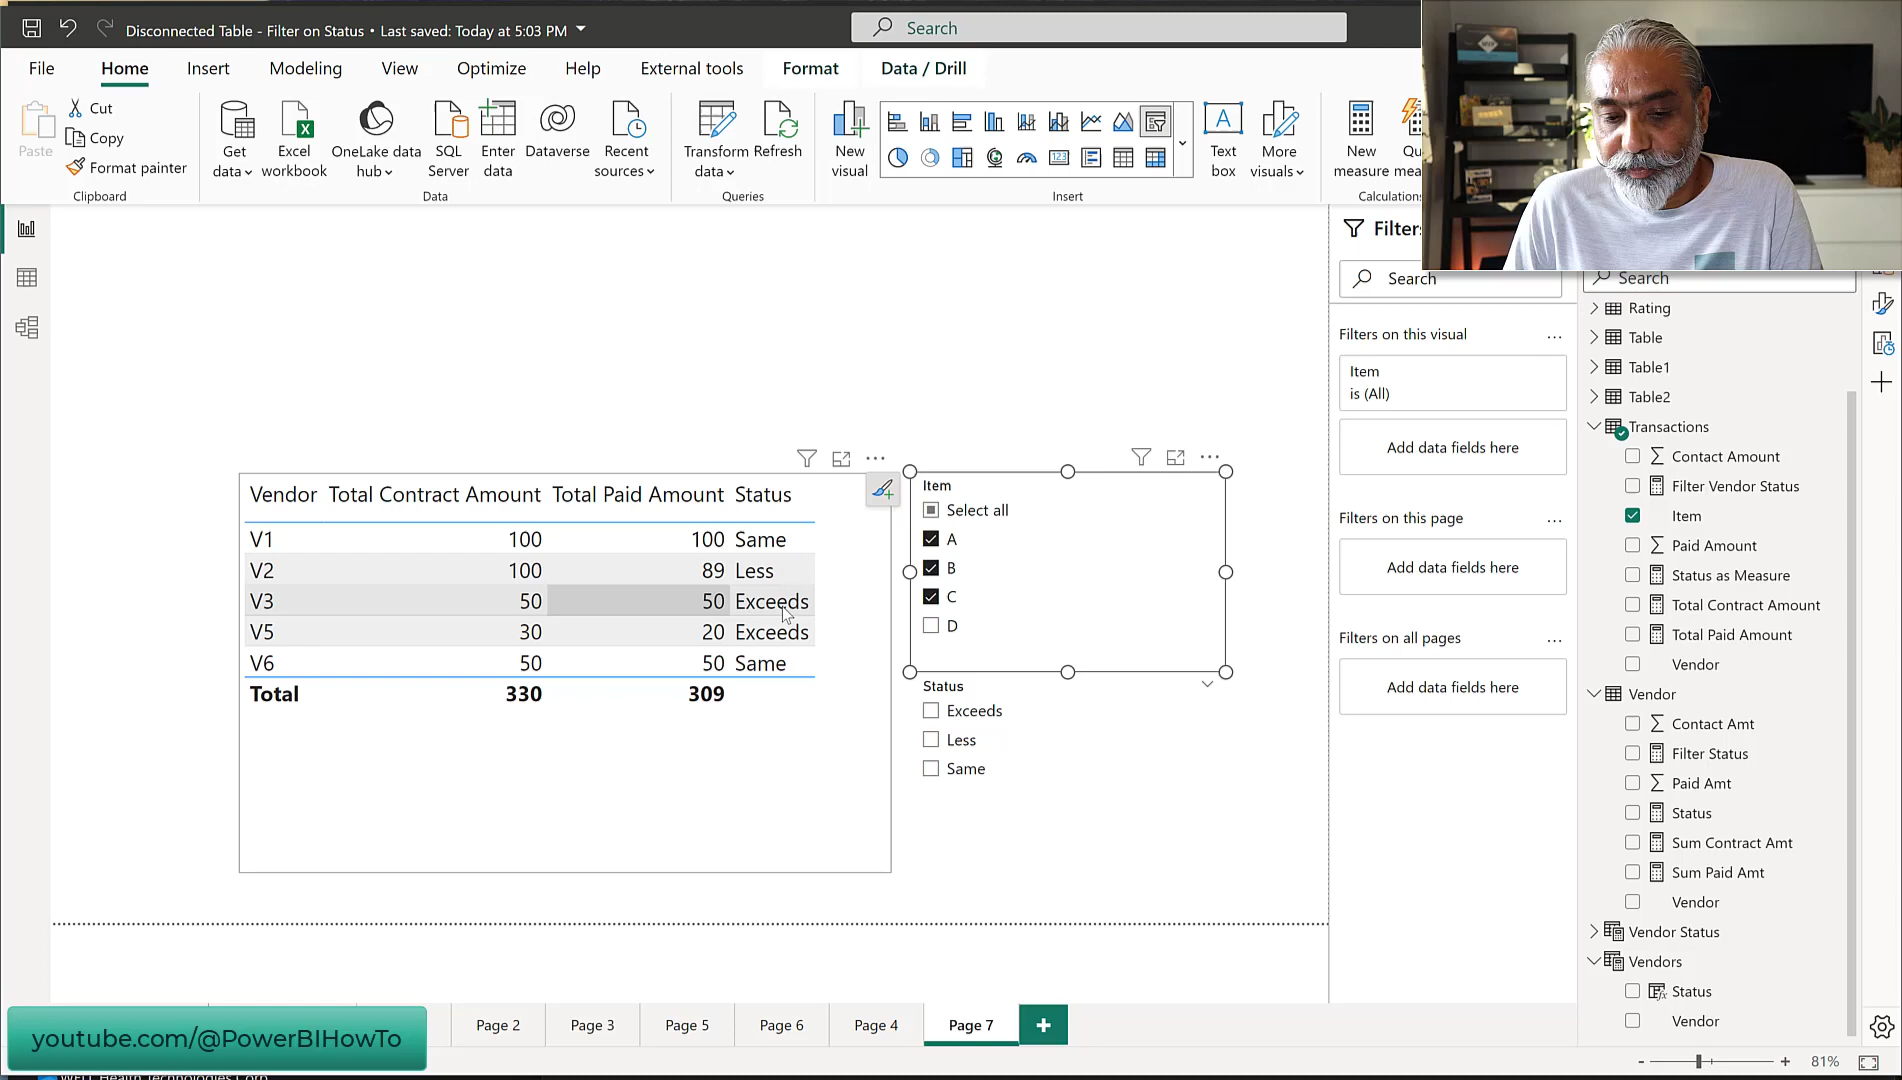 Disconnected Table - Filter on Status • Last saved: Today at 5:03 PM
Search
File Home Insert Modeling View Optimize Help External tools Format Data / Drill
Paste
Cut
Copy
Format painter
Clipboard
Get data
Excel workbook
OneLake data hub
SQL Server
Enter data
Dataverse
Recent sources
Data
Transform data
Refresh
Queries
New visual
Text box
More visuals
Insert
New measure
Calculations
Filters
Search
Filters on this visual
Item
is (All)
Add data fields here
Filters on this page
Add data fields here
Filters on all pages
Add data fields here
Search
Rating
Table
Table1
Table2
Transactions
Contact Amount
Filter Vendor Status
Item
Paid Amount
Status as Measure
Total Contract Amount
Total Paid Amount
Vendor
Vendor
Contact Amt
Filter Status
Paid Amt
Status
Sum Contract Amt
Sum Paid Amt
Vendor
Vendor Status
Vendors
Status
Vendor
Vendor Total Contract Amount Total Paid Amount Status
V1 100 100 Same
V2 100 89 Less
V3 50 50 Exceeds
V5 30 20 Exceeds
V6 50 50 Same
Total 330 309
Item
Select all
A
B
C
D
Status
Exceeds
Less
Same
youtube.com/@PowerBIHowTo
Page 2 Page 3 Page 5 Page 6 Page 4 Page 7
81%